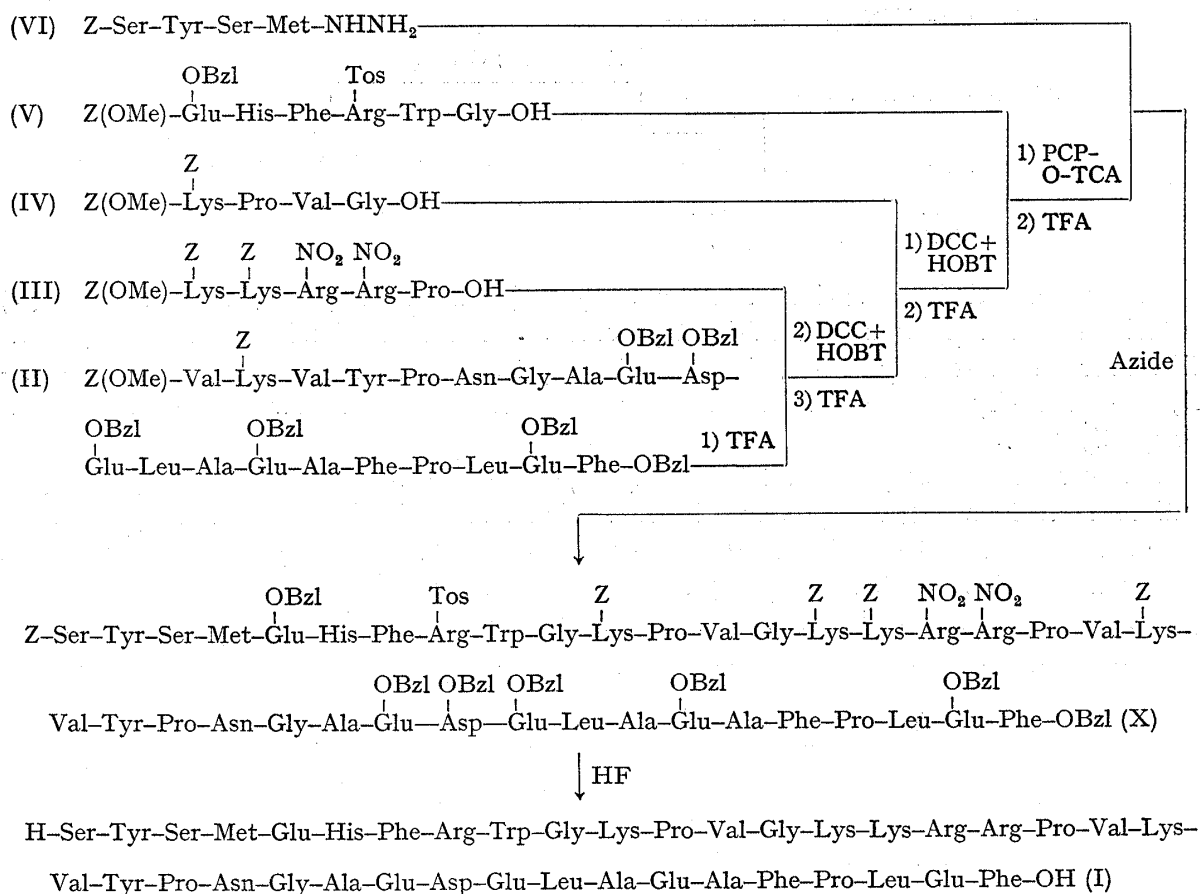 (VI) Z–Ser–Tyr–Ser–Met–NHNH₂
OBzl Tos
(V) Z(OMe)–Glu–His–Phe–Arg–Trp–Gly–OH
1) PCP–
O–TCA
2) TFA
Z
(IV) Z(OMe)–Lys–Pro–Val–Gly–OH
1) DCC+
HOBT
2) TFA
Z Z NO₂ NO₂
(III) Z(OMe)–Lys–Lys–Arg–Arg–Pro–OH
2) DCC+
HOBT
3) TFA
Z OBzl OBzl
(II) Z(OMe)–Val–Lys–Val–Tyr–Pro–Asn–Gly–Ala–Glu—Asp–
Azide
OBzl OBzl OBzl
Glu–Leu–Ala–Glu–Ala–Phe–Pro–Leu–Glu–Phe–OBzl
1) TFA
OBzl Tos Z Z Z NO₂ NO₂ Z
Z–Ser–Tyr–Ser–Met–Glu–His–Phe–Arg–Trp–Gly–Lys–Pro–Val–Gly–Lys–Lys–Arg–Arg–Pro–Val–Lys–
OBzl OBzl OBzl OBzl OBzl
Val–Tyr–Pro–Asn–Gly–Ala–Glu—Asp—Glu–Leu–Ala–Glu–Ala–Phe–Pro–Leu–Glu–Phe–OBzl (X)
HF
H–Ser–Tyr–Ser–Met–Glu–His–Phe–Arg–Trp–Gly–Lys–Pro–Val–Gly–Lys–Lys–Arg–Arg–Pro–Val–Lys–
Val–Tyr–Pro–Asn–Gly–Ala–Glu–Asp–Glu–Leu–Ala–Glu–Ala–Phe–Pro–Leu–Glu–Phe–OH (I)